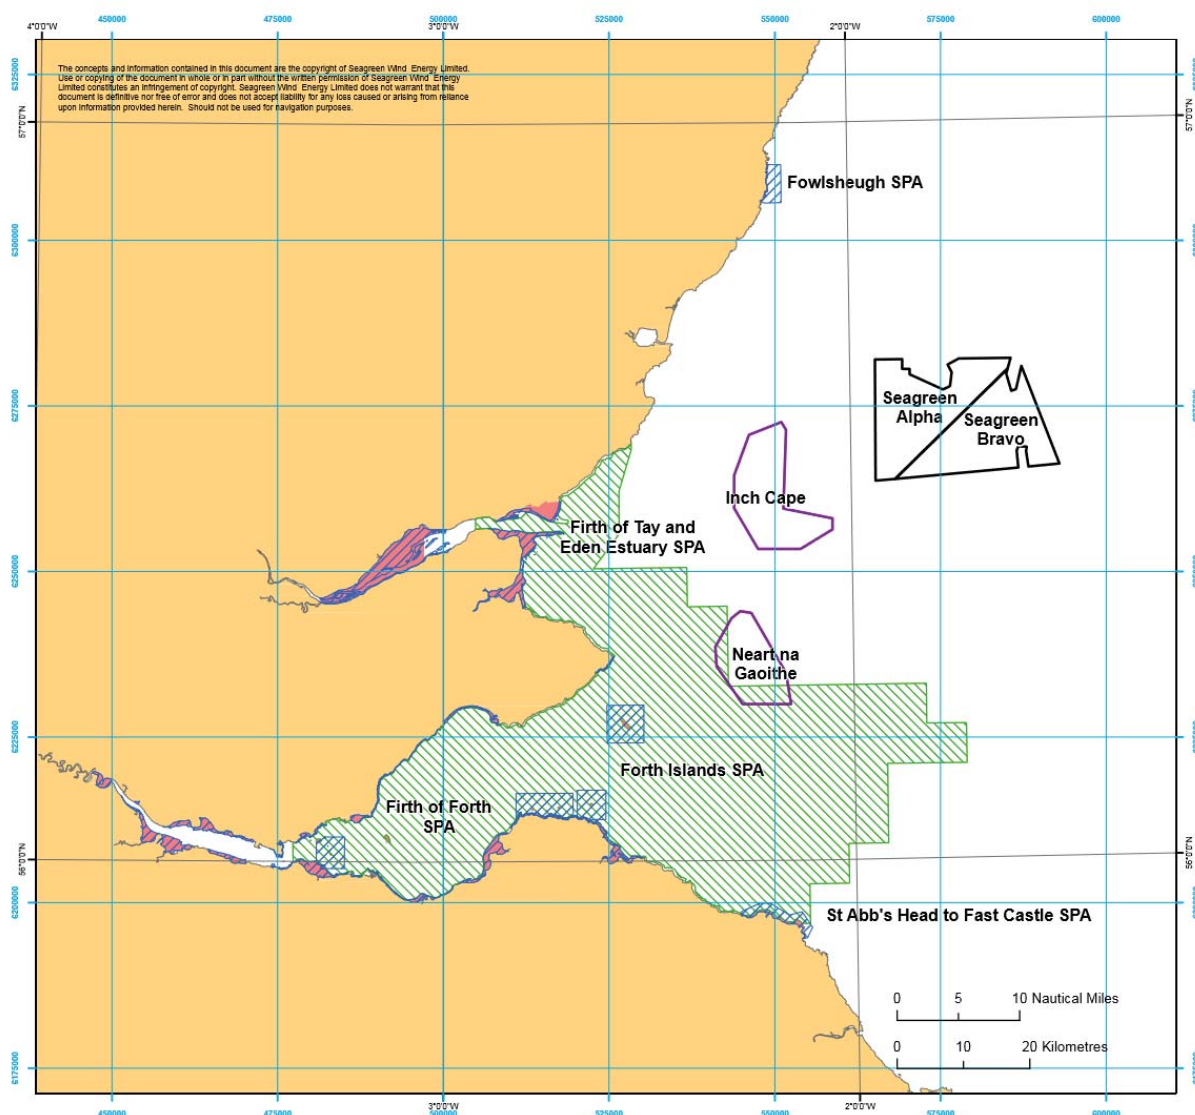 450000 475000 500000 525000 550000 575000 600000
4°0'0"W 3°0'0"W 2°0'0"W
The concepts and information contained in this document are the copyright of Seagreen Wind Energy Limited.
Use or copying of the document in whole or in part without the written permission of Seagreen Wind Energy
Limited constitutes an infringement of copyright. Seagreen Wind Energy Limited does not warrant that this
document is definitive nor free of error and does not accept liability for any loss caused or arising from reliance
upon information provided herein. Should not be used for navigation purposes.
6325000
57°0'0"N 57°0'0"N
Fowlsheugh SPA
6300000
Seagreen
Alpha
6275000
Seagreen
Bravo
Inch Cape
Firth of Tay and
Eden Estuary SPA
6250000
Neart na
Gaoithe
6225000
Forth Islands SPA
Firth of Forth
SPA
56°0'0"N 56°0'0"N
6200000
St Abb's Head to Fast Castle SPA
0 5 10 Nautical Miles
0 10 20 Kilometres
6175000
3°0'0"W 2°0'0"W
450000 475000 500000 525000 550000 575000 600000